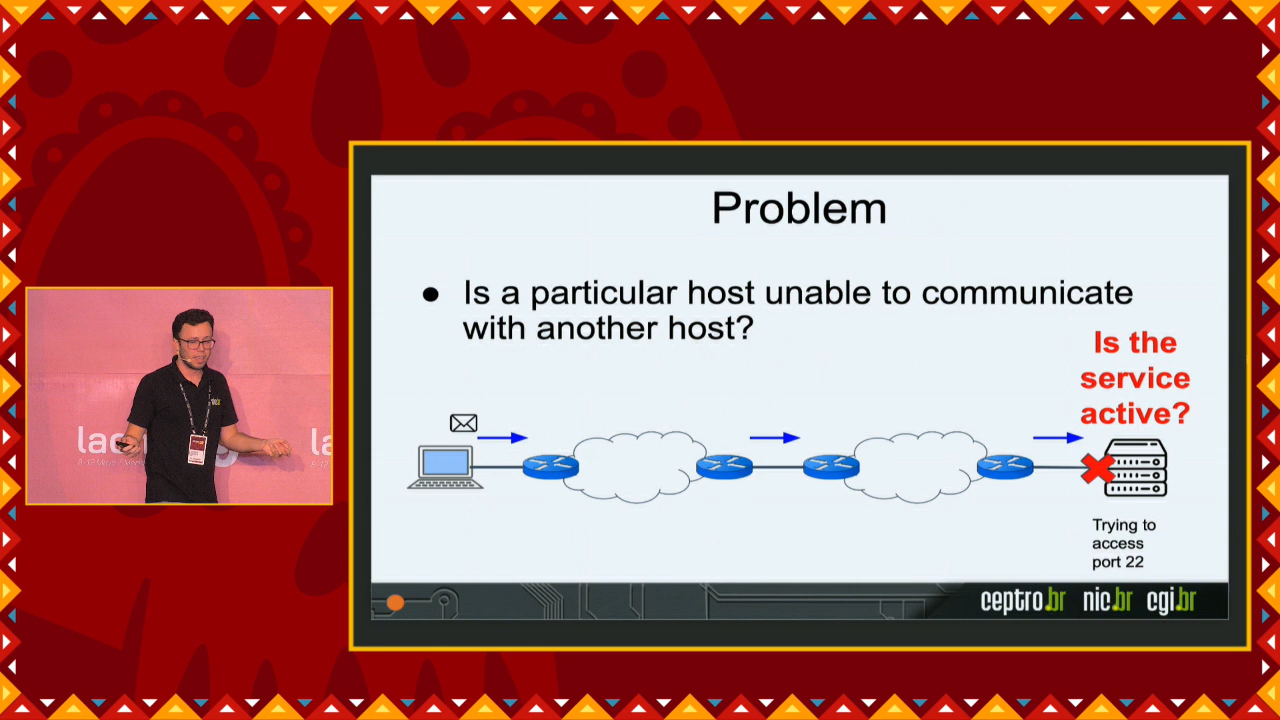 Problem
● Is a particular host unable to communicate
with another host?
Is the
service
active?
Trying to
access
port 22
ceptro.br nic.br cgi.br